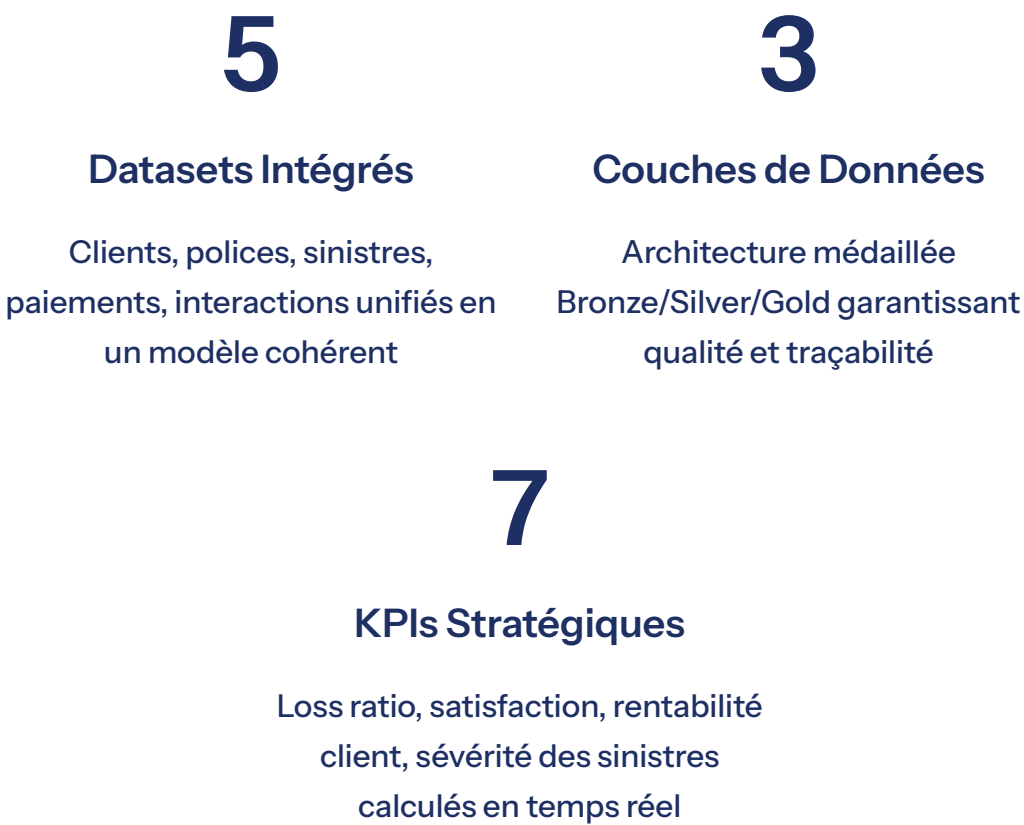 5
Datasets Intégrés
Clients, polices, sinistres,
paiements, interactions unifiés en
un modèle cohérent
3
Couches de Données
Architecture médaillée
Bronze/Silver/Gold garantissant
qualité et traçabilité
7
KPIs Stratégiques
Loss ratio, satisfaction, rentabilité
client, sévérité des sinistres
calculés en temps réel